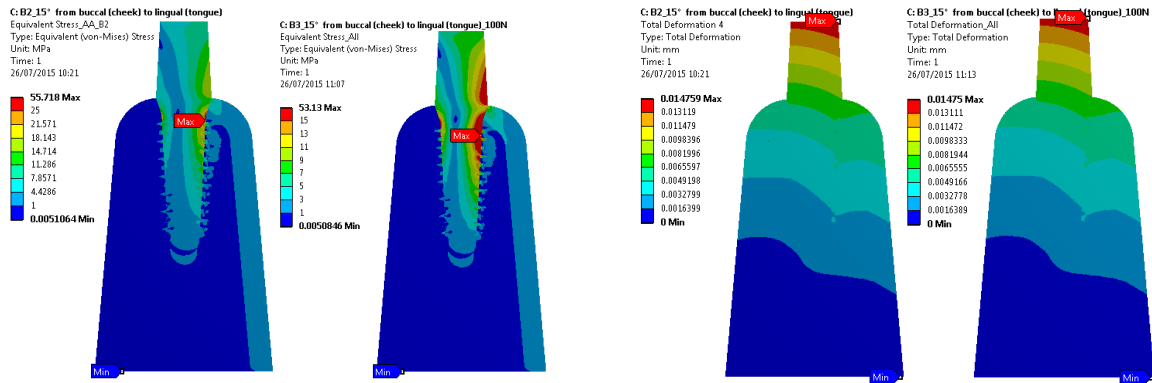 C: B2_15° from buccal (cheek) to lingual (tongue)
Equivalent Stress_AA_B2
Type: Equivalent (von-Mises) Stress
Unit: MPa
Time: 1
26/07/2015 10:21
55.718 Max
25
21.571
18.143
14.714
11.286
7.8571
4.4286
1
0.0051064 Min
Max
Min
C: B3_15° from buccal (cheek) to lingual (tongue)_100N
Equivalent Stress_All
Type: Equivalent (von-Mises) Stress
Unit: MPa
Time: 1
26/07/2015 11:07
53.13 Max
15
13
11
9
7
5
3
1
0.0050846 Min
Max
Min
C: B2_15° from buccal (cheek) to lingual (tongue)
Total Deformation 4
Type: Total Deformation
Unit: mm
Time: 1
26/07/2015 10:21
0.014759 Max
0.013119
0.011479
0.0098396
0.0081996
0.0065597
0.0049198
0.0032799
0.0016399
0 Min
Max
Min
C: B3_15° from buccal (cheek) to lingual (tongue)_100N
Total Deformation_All
Type: Total Deformation
Unit: mm
Time: 1
26/07/2015 11:13
0.01475 Max
0.013111
0.011472
0.0098333
0.0081944
0.0065555
0.0049166
0.0032778
0.0016389
0 Min
Max
Min